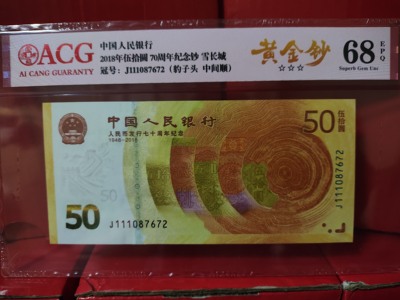 ACG
AI CANG GUARANTY
中国人民银行
2018年伍拾圆 70周年纪念钞 雪长城
冠号: J111087672 (豹子头 中间顺)
黄金钞
☆☆☆
68
EPQ
Superb Gem Unc
中国人民银行
人民币发行七十周年纪念
1948-2018
50
伍拾圆
50
J111087672
J111087672